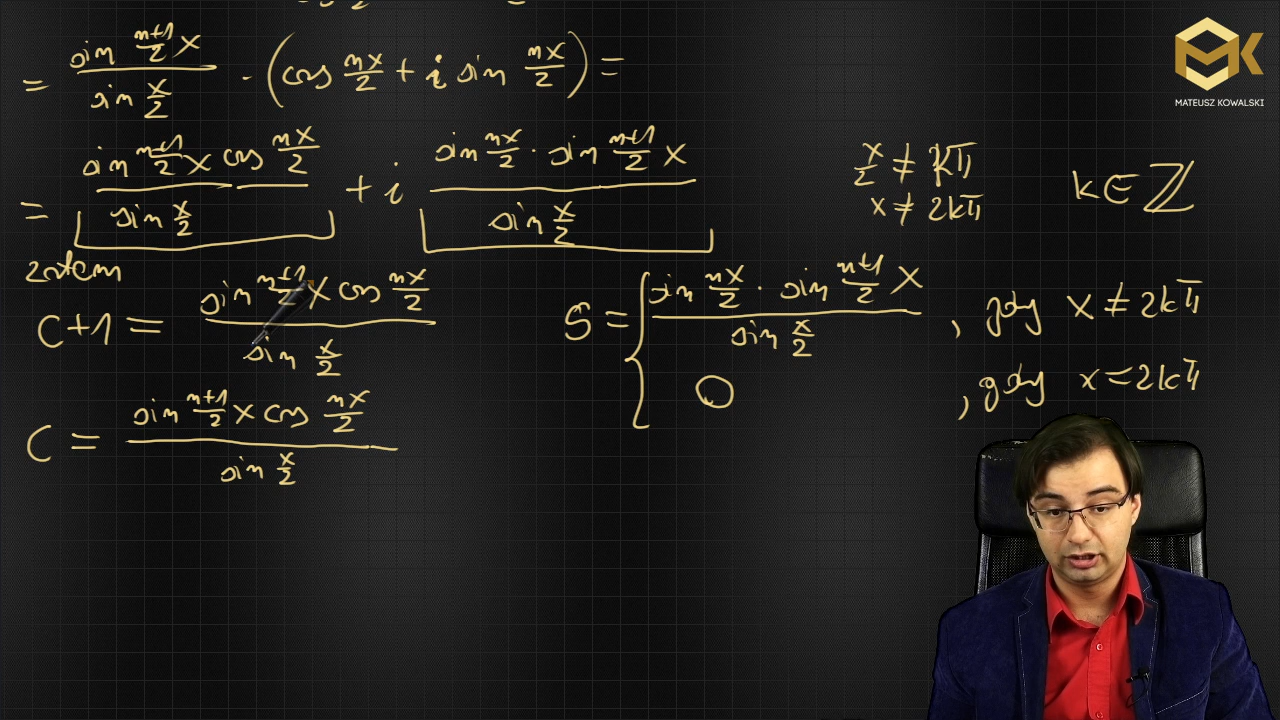 = sin (n+1)/2 x / sin x/2 · (cos nx/2 + i sin nx/2) =
MATEUSZ KOWALSKI
= sin (n+1)/2 x cos nx/2 / sin x/2 + i sin nx/2 · sin (n+1)/2 x / sin x/2
x/2 ≠ kπ
x ≠ 2kπ
k ∈ ℤ
zatem
C+1 = sin (n+1)/2 x cos nx/2 / sin x/2
S = { sin nx/2 · sin (n+1)/2 x / sin x/2 , gdy x ≠ 2kπ
0 , gdy x = 2kπ
C = sin (n+1)/2 x cos nx/2 / sin x/2